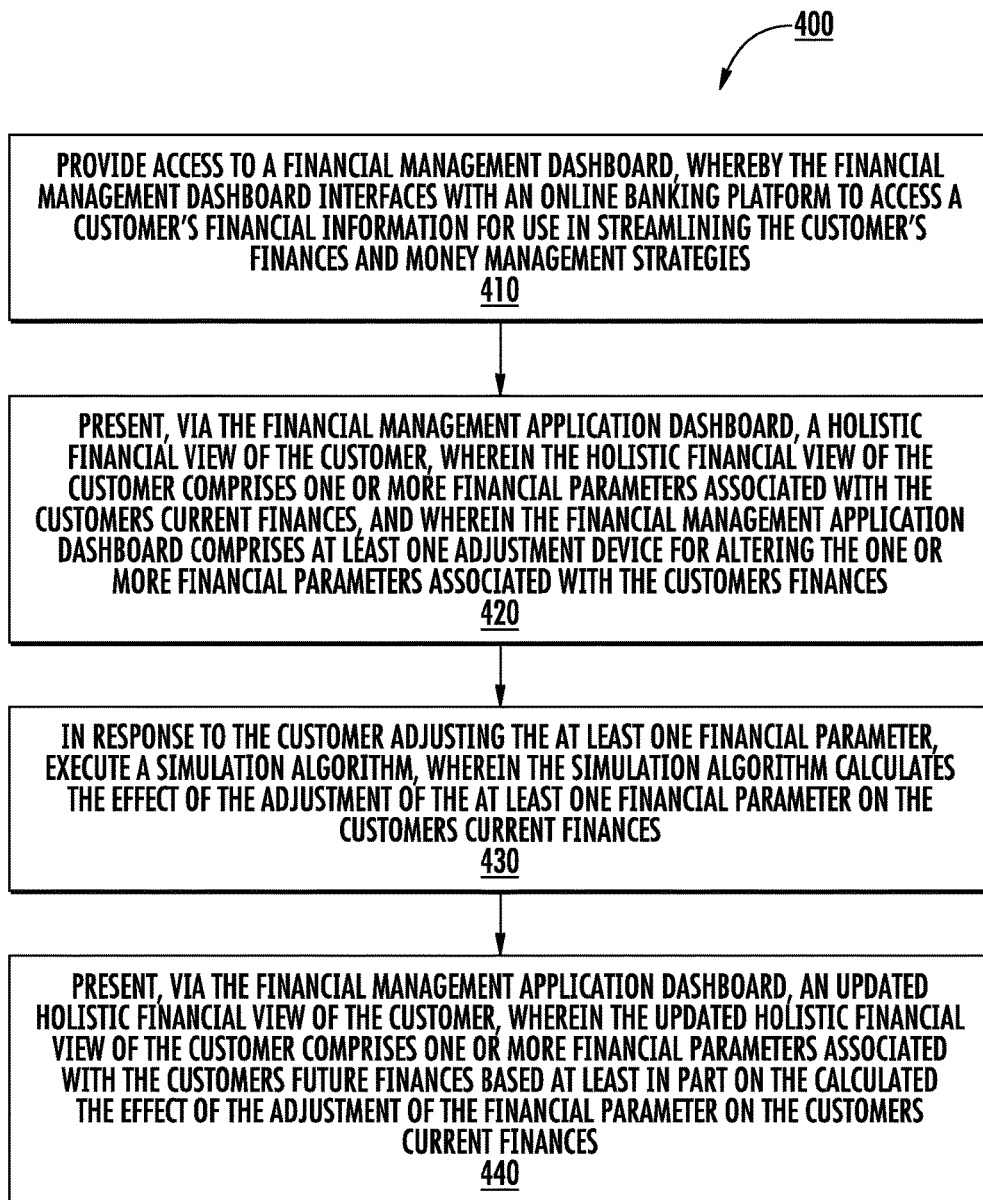 400
PROVIDE ACCESS TO A FINANCIAL MANAGEMENT DASHBOARD, WHEREBY THE FINANCIAL
MANAGEMENT DASHBOARD INTERFACES WITH AN ONLINE BANKING PLATFORM TO ACCESS A
CUSTOMER'S FINANCIAL INFORMATION FOR USE IN STREAMLINING THE CUSTOMER'S
FINANCES AND MONEY MANAGEMENT STRATEGIES
410
PRESENT, VIA THE FINANCIAL MANAGEMENT APPLICATION DASHBOARD, A HOLISTIC
FINANCIAL VIEW OF THE CUSTOMER, WHEREIN THE HOLISTIC FINANCIAL VIEW OF THE
CUSTOMER COMPRISES ONE OR MORE FINANCIAL PARAMETERS ASSOCIATED WITH THE
CUSTOMERS CURRENT FINANCES, AND WHEREIN THE FINANCIAL MANAGEMENT APPLICATION
DASHBOARD COMPRISES AT LEAST ONE ADJUSTMENT DEVICE FOR ALTERING THE ONE OR
MORE FINANCIAL PARAMETERS ASSOCIATED WITH THE CUSTOMERS FINANCES
420
IN RESPONSE TO THE CUSTOMER ADJUSTING THE AT LEAST ONE FINANCIAL PARAMETER,
EXECUTE A SIMULATION ALGORITHM, WHEREIN THE SIMULATION ALGORITHM CALCULATES
THE EFFECT OF THE ADJUSTMENT OF THE AT LEAST ONE FINANCIAL PARAMETER ON THE
CUSTOMERS CURRENT FINANCES
430
PRESENT, VIA THE FINANCIAL MANAGEMENT APPLICATION DASHBOARD, AN UPDATED
HOLISTIC FINANCIAL VIEW OF THE CUSTOMER, WHEREIN THE UPDATED HOLISTIC FINANCIAL
VIEW OF THE CUSTOMER COMPRISES ONE OR MORE FINANCIAL PARAMETERS ASSOCIATED
WITH THE CUSTOMERS FUTURE FINANCES BASED AT LEAST IN PART ON THE CALCULATED
THE EFFECT OF THE ADJUSTMENT OF THE FINANCIAL PARAMETER ON THE CUSTOMERS
CURRENT FINANCES
440